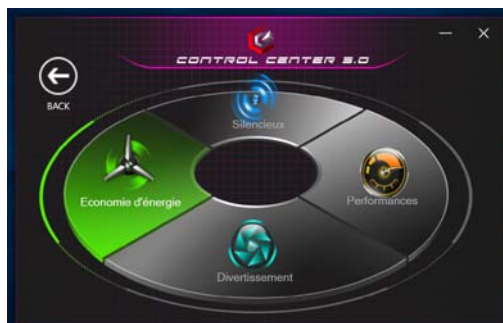 CONTROL CENTER 3.0
BACK
Silencieux
Economie d'énergie
Performances
Divertissement